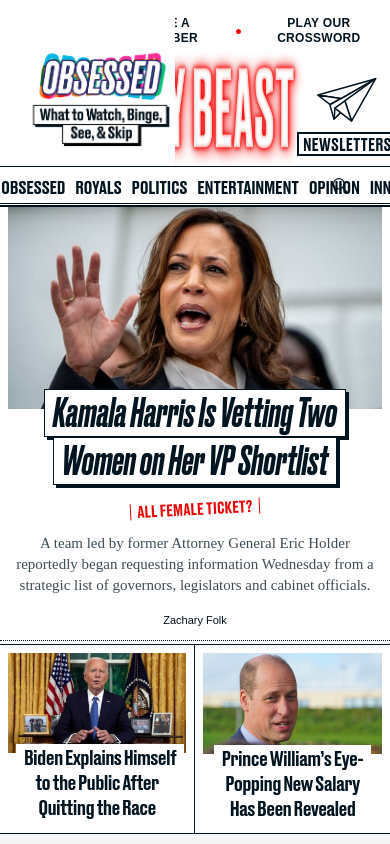 E A
PLAY OUR
BER
CROSSWORD
OBSESSED
What to Watch, Binge,
See, & Skip
Y BEAST
NEWSLETTERS
OBSESSED ROYALS POLITICS ENTERTAINMENT OPINION INN
Kamala Harris Is Vetting Two
Women on Her VP Shortlist
ALL FEMALE TICKET?
A team led by former Attorney General Eric Holder
reportedly began requesting information Wednesday from a
strategic list of governors, legislators and cabinet officials.
Zachary Folk
Biden Explains Himself
to the Public After
Quitting the Race
Prince William’s Eye-
Popping New Salary
Has Been Revealed